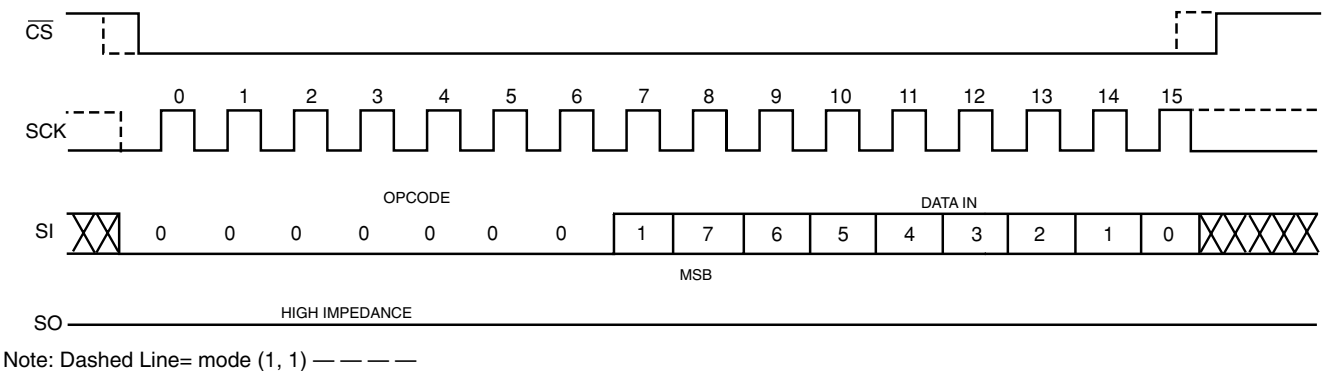 CS
0 1 2 3 4 5 6 7 8 9 10 11 12 13 14 15
SCK
OPCODE DATA IN
SI 0 0 0 0 0 0 0 1 7 6 5 4 3 2 1 0
MSB
HIGH IMPEDANCE
SO
Note: Dashed Line= mode (1, 1) — — — —